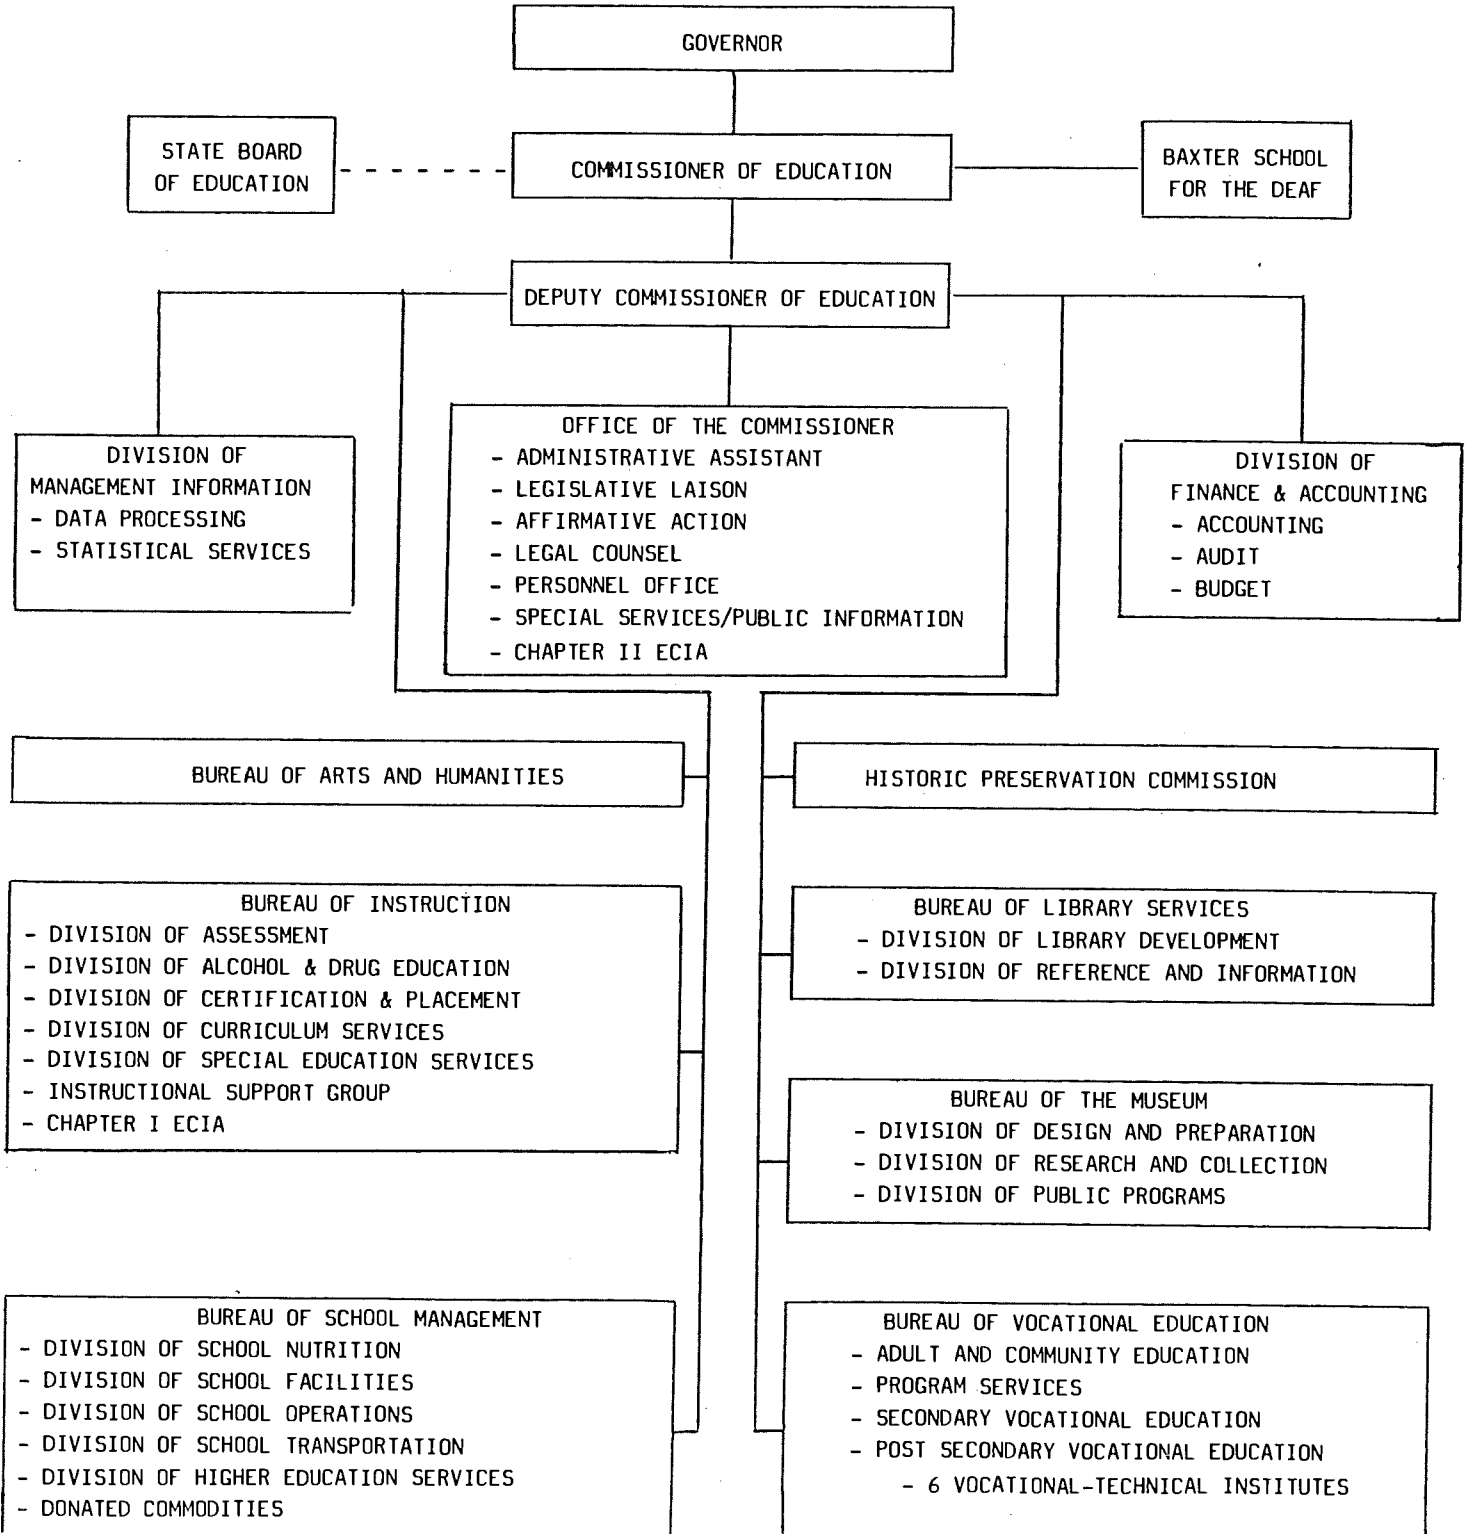 GOVERNOR
STATE BOARD
OF EDUCATION
COMMISSIONER OF EDUCATION
BAXTER SCHOOL
FOR THE DEAF
DEPUTY COMMISSIONER OF EDUCATION
DIVISION OF
MANAGEMENT INFORMATION
- DATA PROCESSING
- STATISTICAL SERVICES
OFFICE OF THE COMMISSIONER
- ADMINISTRATIVE ASSISTANT
- LEGISLATIVE LAISON
- AFFIRMATIVE ACTION
- LEGAL COUNSEL
- PERSONNEL OFFICE
- SPECIAL SERVICES/PUBLIC INFORMATION
- CHAPTER II ECIA
DIVISION OF
FINANCE & ACCOUNTING
- ACCOUNTING
- AUDIT
- BUDGET
BUREAU OF ARTS AND HUMANITIES
HISTORIC PRESERVATION COMMISSION
BUREAU OF INSTRUCTION
- DIVISION OF ASSESSMENT
- DIVISION OF ALCOHOL & DRUG EDUCATION
- DIVISION OF CERTIFICATION & PLACEMENT
- DIVISION OF CURRICULUM SERVICES
- DIVISION OF SPECIAL EDUCATION SERVICES
- INSTRUCTIONAL SUPPORT GROUP
- CHAPTER I ECIA
BUREAU OF LIBRARY SERVICES
- DIVISION OF LIBRARY DEVELOPMENT
- DIVISION OF REFERENCE AND INFORMATION
BUREAU OF THE MUSEUM
- DIVISION OF DESIGN AND PREPARATION
- DIVISION OF RESEARCH AND COLLECTION
- DIVISION OF PUBLIC PROGRAMS
BUREAU OF SCHOOL MANAGEMENT
- DIVISION OF SCHOOL NUTRITION
- DIVISION OF SCHOOL FACILITIES
- DIVISION OF SCHOOL OPERATIONS
- DIVISION OF SCHOOL TRANSPORTATION
- DIVISION OF HIGHER EDUCATION SERVICES
- DONATED COMMODITIES
BUREAU OF VOCATIONAL EDUCATION
- ADULT AND COMMUNITY EDUCATION
- PROGRAM SERVICES
- SECONDARY VOCATIONAL EDUCATION
- POST SECONDARY VOCATIONAL EDUCATION
- 6 VOCATIONAL-TECHNICAL INSTITUTES